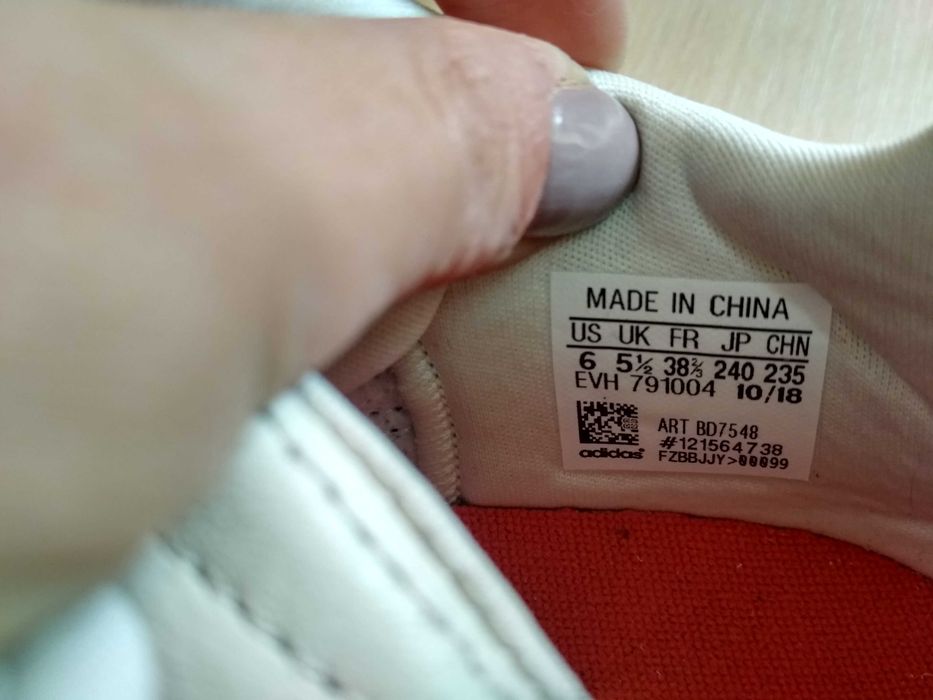 MADE IN CHINA
US UK FR JP CHN
6 5½ 38⅔ 240 235
EVH 791004 10/18
ART BD7548
#121564738
adidas FZBBJJY>00099